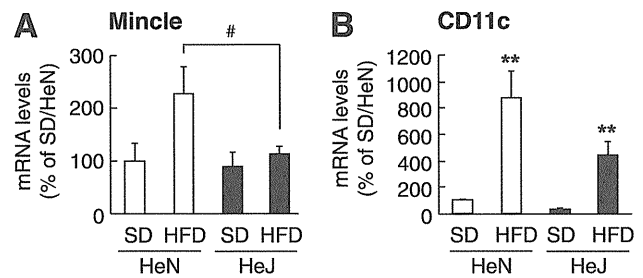 A Mincle
#
mRNA levels
(% of SD/HeN)
300
200
100
0
SD HFD SD HFD
HeN HeJ
B CD11c
**
**
mRNA levels
(% of SD/HeN)
1200
1000
800
600
400
200
0
SD HFD SD HFD
HeN HeJ